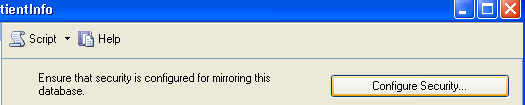 tientInfo
Script Help
Ensure that security is configured for mirroring this
database.
Configure Security...